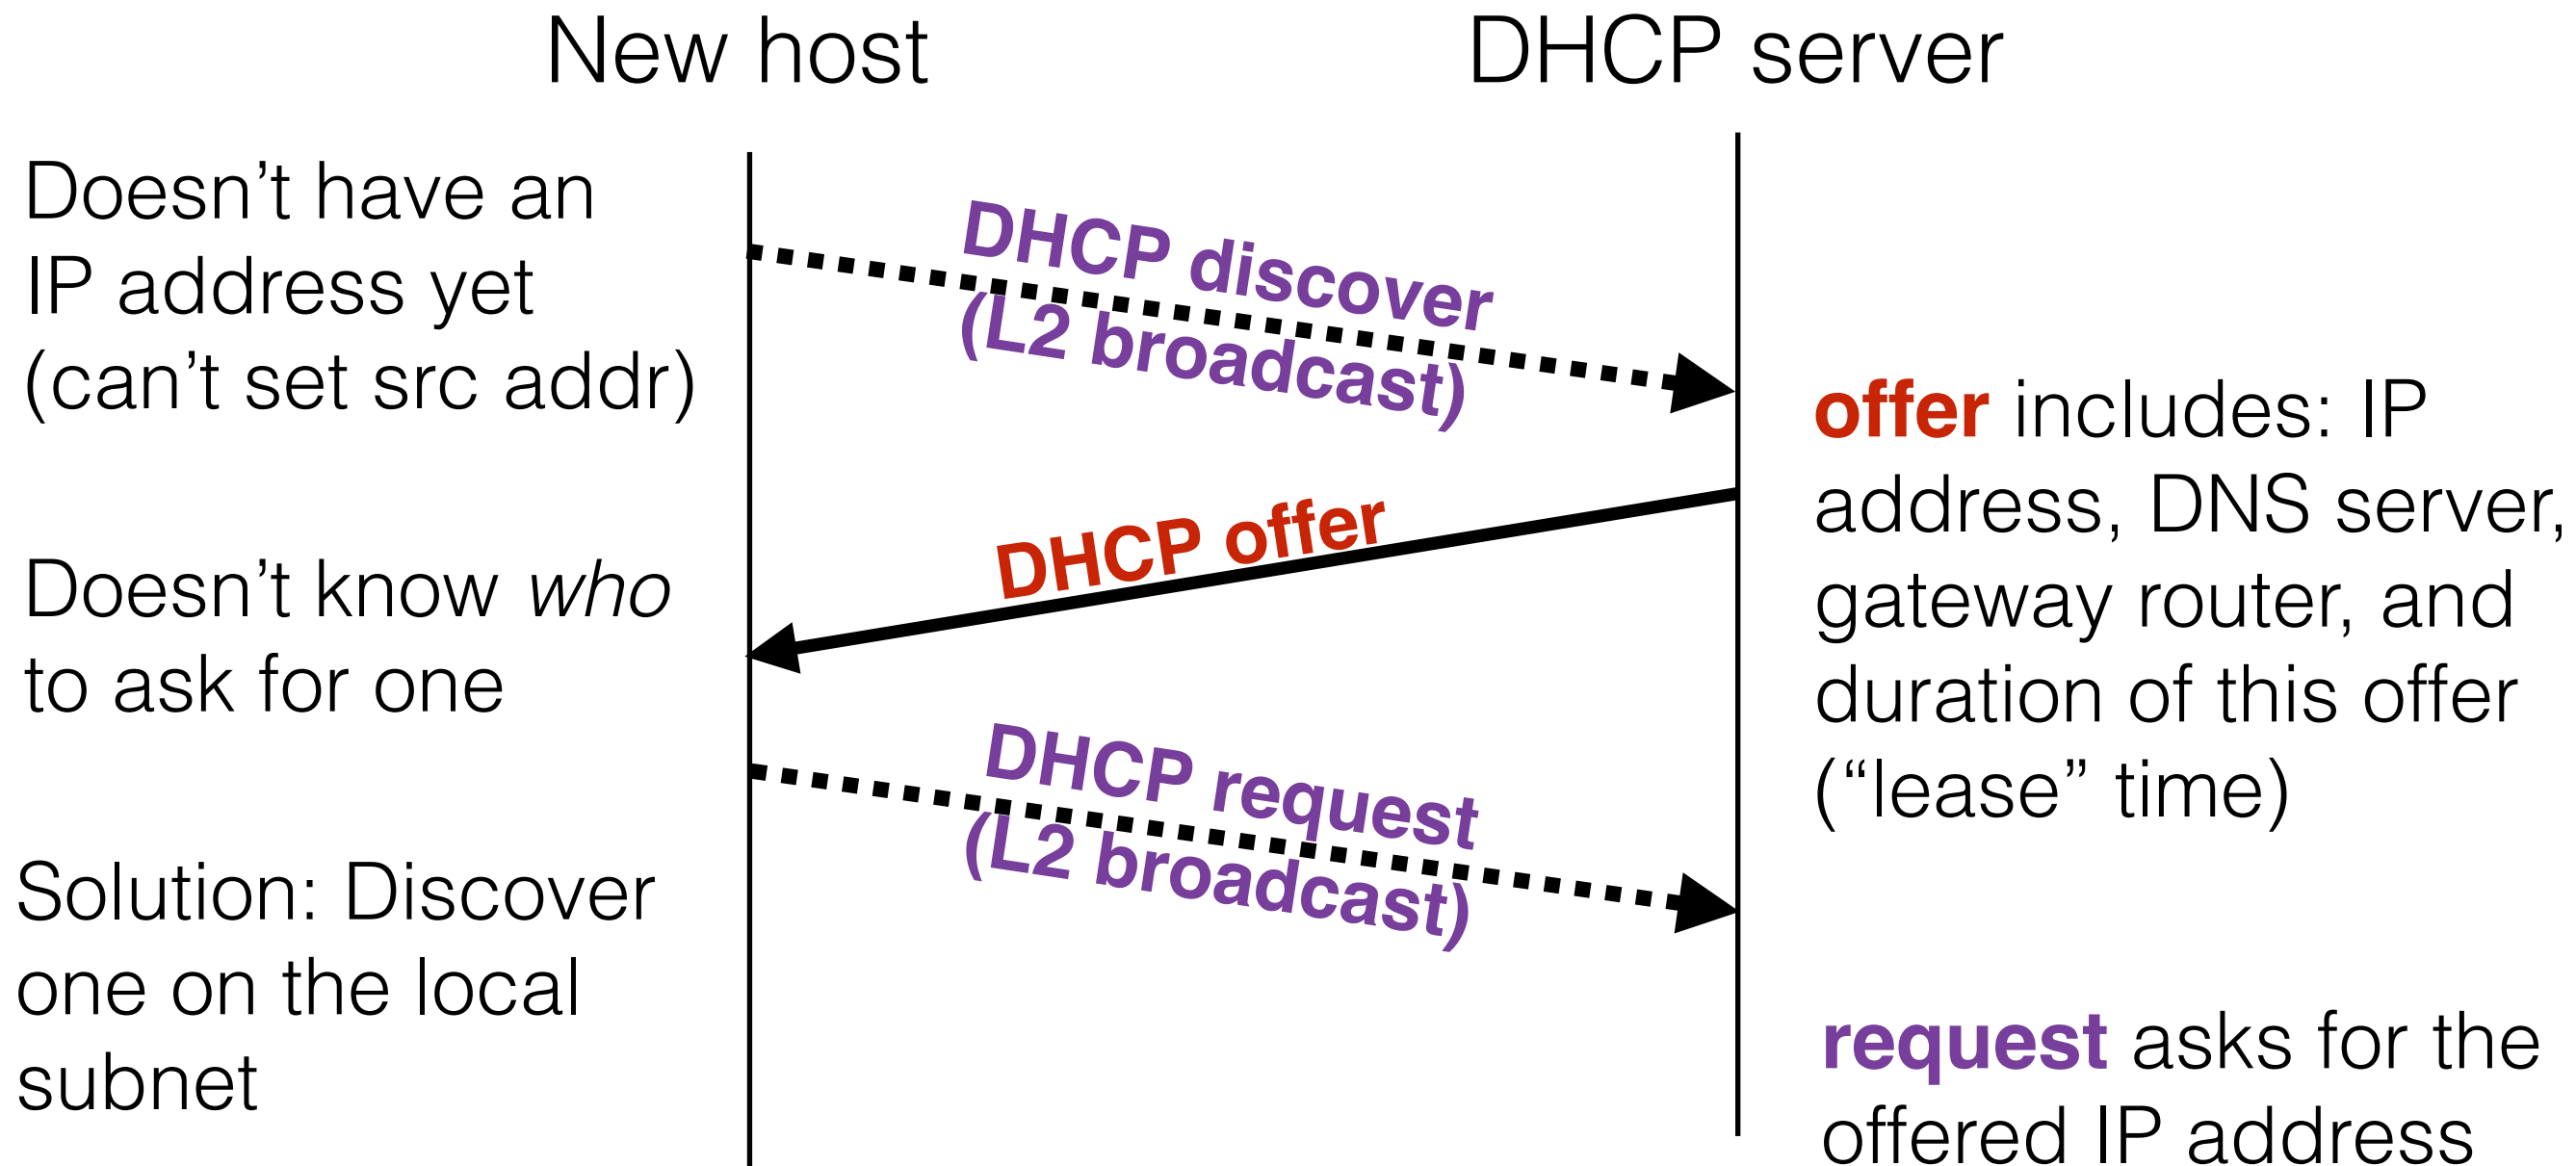 New host
DHCP server
Doesn’t have an
IP address yet
(can’t set src addr)
Doesn’t know who
to ask for one
Solution: Discover
one on the local
subnet
DHCP discover
(L2 broadcast)
DHCP offer
DHCP request
(L2 broadcast)
offer includes: IP
address, DNS server,
gateway router, and
duration of this offer
(“lease” time)
request asks for the
offered IP address